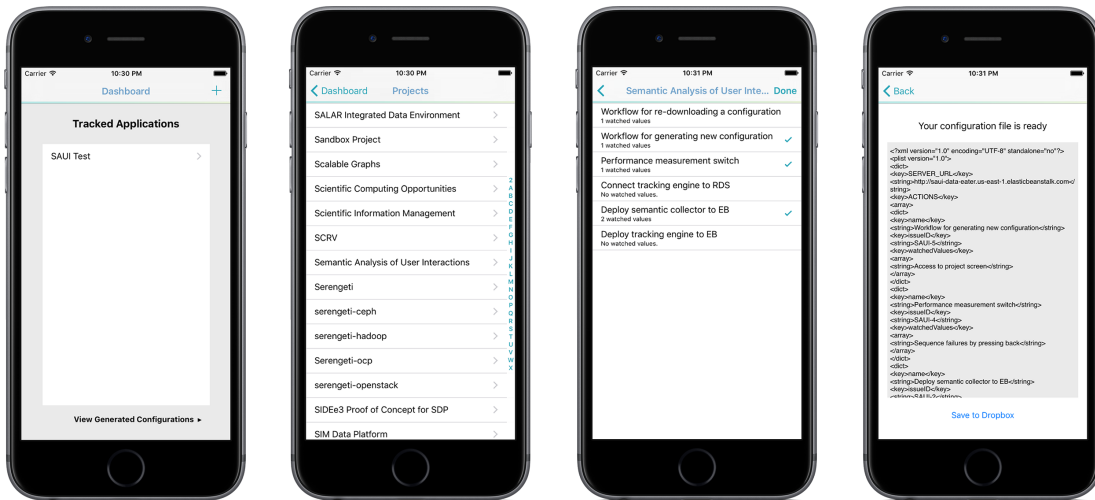 Carrier 10:30 PM
Dashboard +
Tracked Applications
SAUI Test
View Generated Configurations ▸
Carrier 10:30 PM
Dashboard Projects
SALAR Integrated Data Environment
Sandbox Project
Scalable Graphs
Scientific Computing Opportunities
Scientific Information Management
SCRV
Semantic Analysis of User Interactions
Serengeti
serengeti-ceph
serengeti-hadoop
Serengeti-ocp
serengeti-openstack
SIDEe3 Proof of Concept for SDP
SIM Data Platform
2
A
B
C
D
E
F
G
H
I
J
K
L
M
N
O
P
Q
R
S
T
U
V
W
X
Carrier 10:31 PM
Semantic Analysis of User Inte... Done
Workflow for re-downloading a configuration
1 watched values
Workflow for generating new configuration
1 watched values
Performance measurement switch
1 watched values
Connect tracking engine to RDS
No watched values.
Deploy semantic collector to EB
2 watched values
Deploy tracking engine to EB
No watched values.
Carrier 10:31 PM
Back
Your configuration file is ready
<?xml version="1.0" encoding="UTF-8" standalone="no"?>
<plist version="1.0">
<dict>
<key>SERVER_URL</key>
<string>http://saui-data-eater.us-east-1.elasticbeanstalk.com</
string>
<key>ACTIONS</key>
<array>
<dict>
<key>name</key>
<string>Workflow for generating new configuration</string>
<key>issueID</key>
<string>SAUI-5</string>
<key>watchedValues</key>
<array>
<string>Access to project screen</string>
</array>
</dict>
<dict>
<key>name</key>
<string>Performance measurement switch</string>
<key>issueID</key>
<string>SAUI-4</string>
<key>watchedValues</key>
<array>
<string>Sequence failures by pressing back</string>
</array>
</dict>
<dict>
<key>name</key>
<string>Deploy semantic collector to EB</string>
<key>issueID</key>
<string>SAUI-2</string>
Save to Dropbox